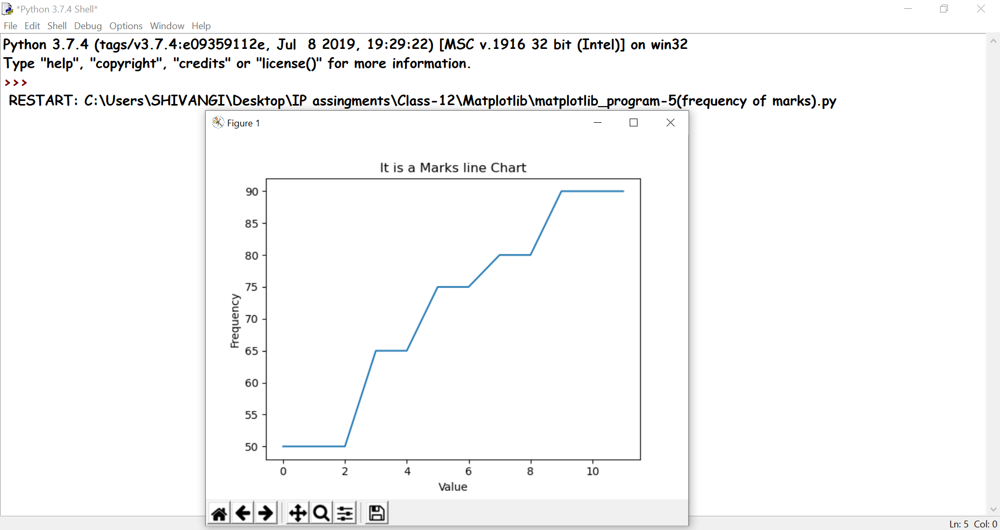 *Python 3.7.4 Shell*
File Edit Shell Debug Options Window Help
Python 3.7.4 (tags/v3.7.4:e09359112e, Jul  8 2019, 19:29:22) [MSC v.1916 32 bit (Intel)] on win32
Type "help", "copyright", "credits" or "license()" for more information.
>>>
RESTART: C:\Users\SHIVANGI\Desktop\IP assingments\Class-12\Matplotlib\matplotlib_program-5(frequency of marks).py
Figure 1
It is a Marks line Chart
90
85
80
75
70
65
60
55
50
Frequency
0 2 4 6 8 10
Value
Ln: 5 Col: 0